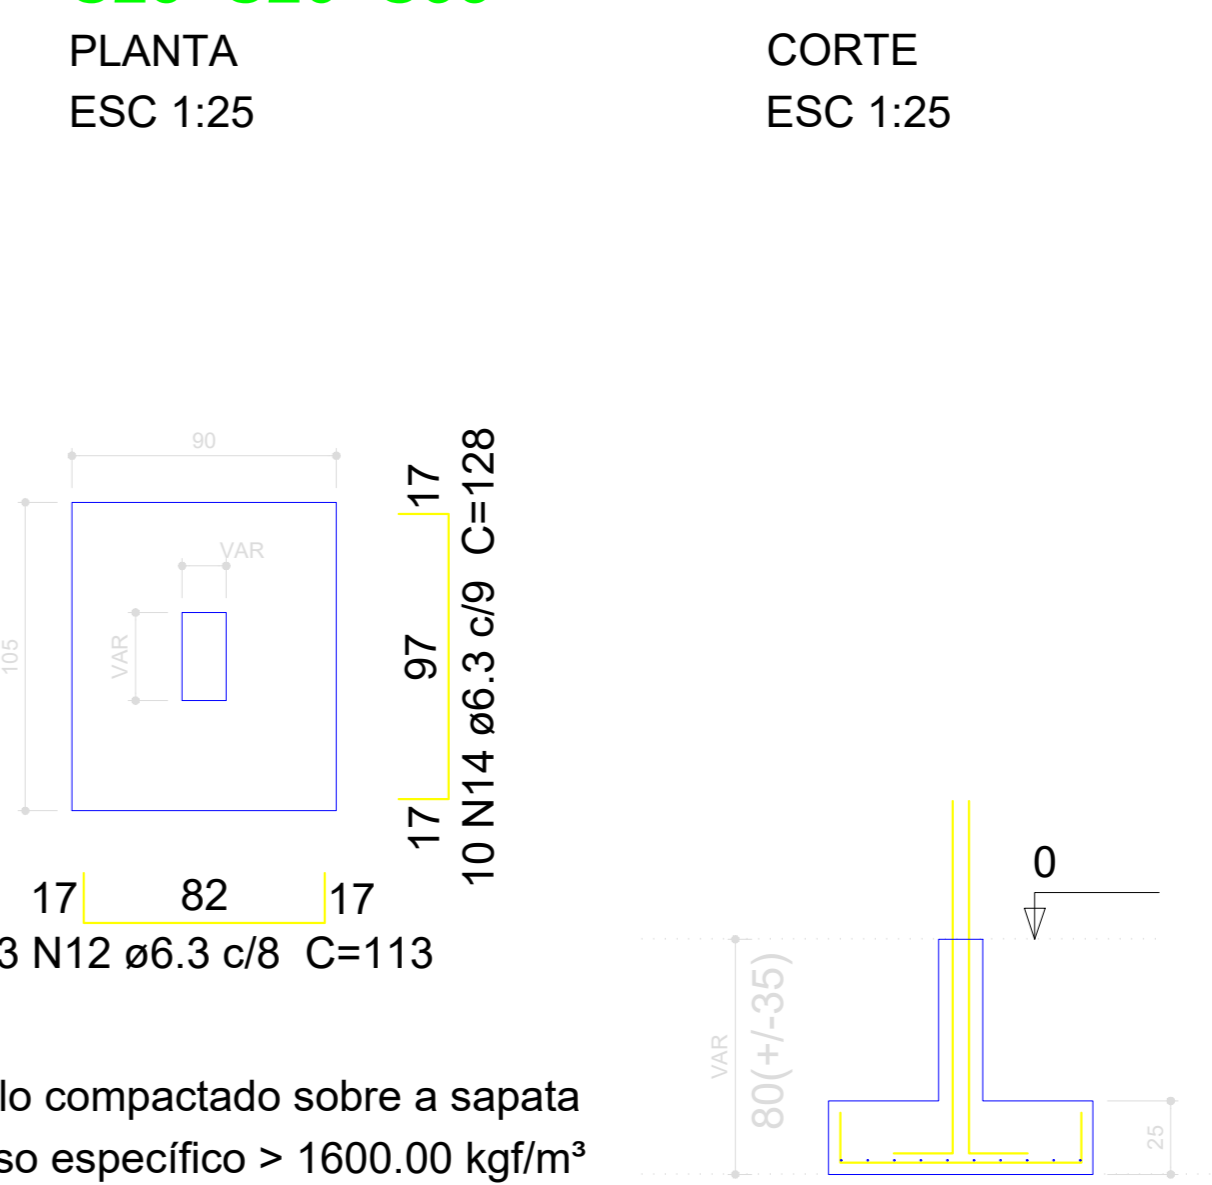 PLANTA
ESC 1:25
CORTE
ESC 1:25
90
105
VAR
VAR
17
97
17
10 N14 ø6.3 c/9 C=128
17
82
17
3 N12 ø6.3 c/8 C=113
lo compactado sobre a sapata
so específico > 1600.00 kgf/m³
0
VAR
80(+/-35)
25